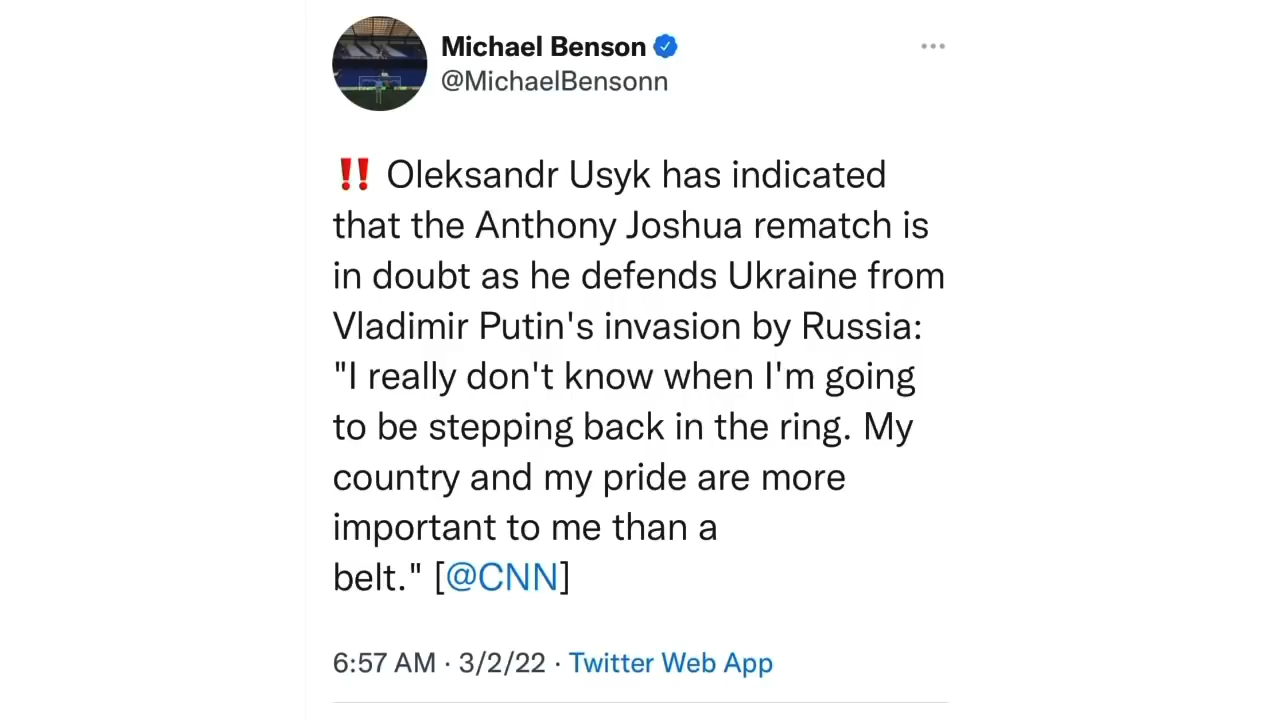 Michael Benson
@MichaelBensonn
‼️ Oleksandr Usyk has indicated
that the Anthony Joshua rematch is
in doubt as he defends Ukraine from
Vladimir Putin's invasion by Russia:
"I really don't know when I'm going
to be stepping back in the ring. My
country and my pride are more
important to me than a
belt." [@CNN]
6:57 AM · 3/2/22 · Twitter Web App